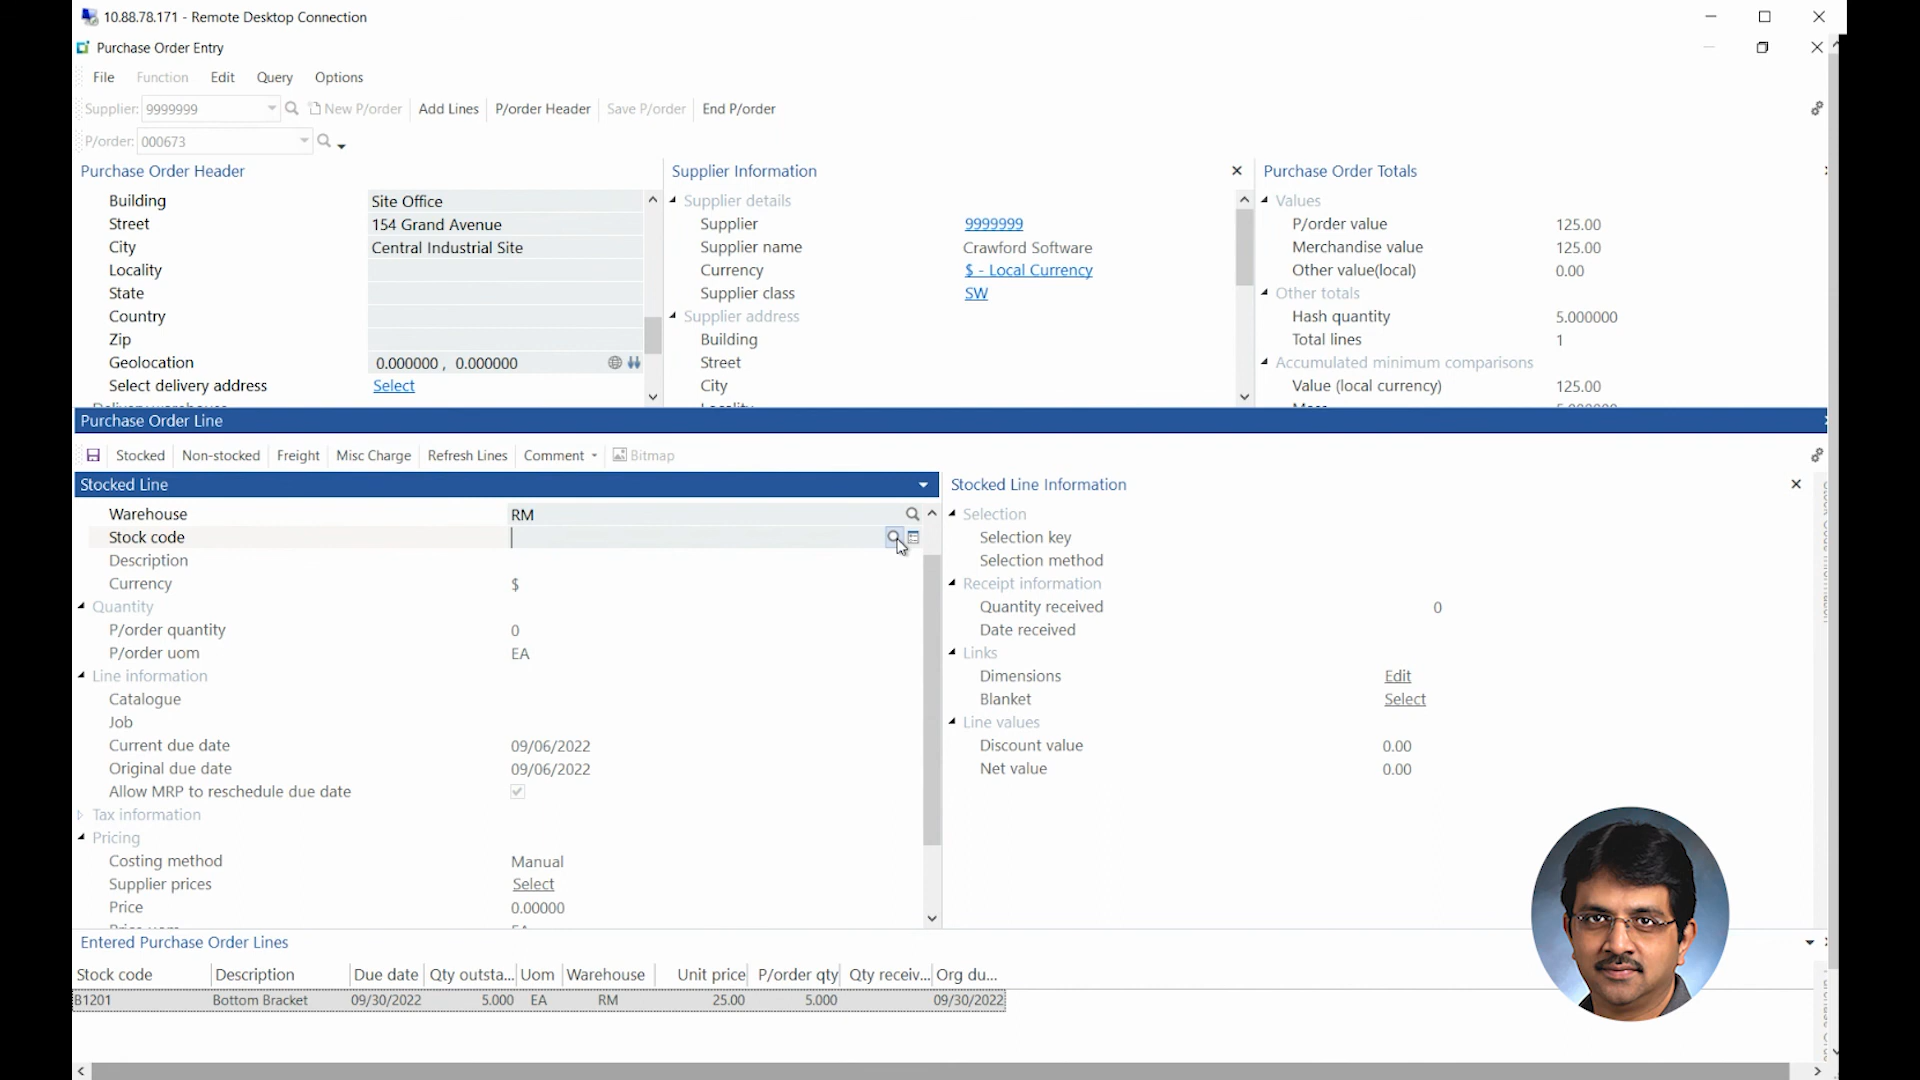 10.88.78.171 - Remote Desktop Connection
Purchase Order Entry
File Function Edit Query Options
Supplier: 9999999 New P/order Add Lines P/order Header Save P/order End P/order
P/order: 000673
Purchase Order Header
Building Site Office
Street 154 Grand Avenue
City Central Industrial Site
Locality
State
Country
Zip
Geolocation 0.000000 , 0.000000
Select delivery address Select
Supplier Information
Supplier details
Supplier 9999999
Supplier name Crawford Software
Currency $ - Local Currency
Supplier class SW
Supplier address
Building
Street
City
Purchase Order Totals
Values
P/order value 125.00
Merchandise value 125.00
Other value(local) 0.00
Other totals
Hash quantity 5.000000
Total lines 1
Accumulated minimum comparisons
Value (local currency) 125.00
Purchase Order Line
Stocked Non-stocked Freight Misc Charge Refresh Lines Comment Bitmap
Stocked Line
Warehouse RM
Stock code
Description
Currency $
Quantity
P/order quantity 0
P/order uom EA
Line information
Catalogue
Job
Current due date 09/06/2022
Original due date 09/06/2022
Allow MRP to reschedule due date
Tax information
Pricing
Costing method Manual
Supplier prices Select
Price 0.00000
Stocked Line Information
Selection
Selection key
Selection method
Receipt information
Quantity received 0
Date received
Links
Dimensions Edit
Blanket Select
Line values
Discount value 0.00
Net value 0.00
Entered Purchase Order Lines
Stock code Description Due date Qty outsta... Uom Warehouse Unit price P/order qty Qty receiv... Org du...
B1201 Bottom Bracket 09/30/2022 5.000 EA RM 25.00 5.000 09/30/2022